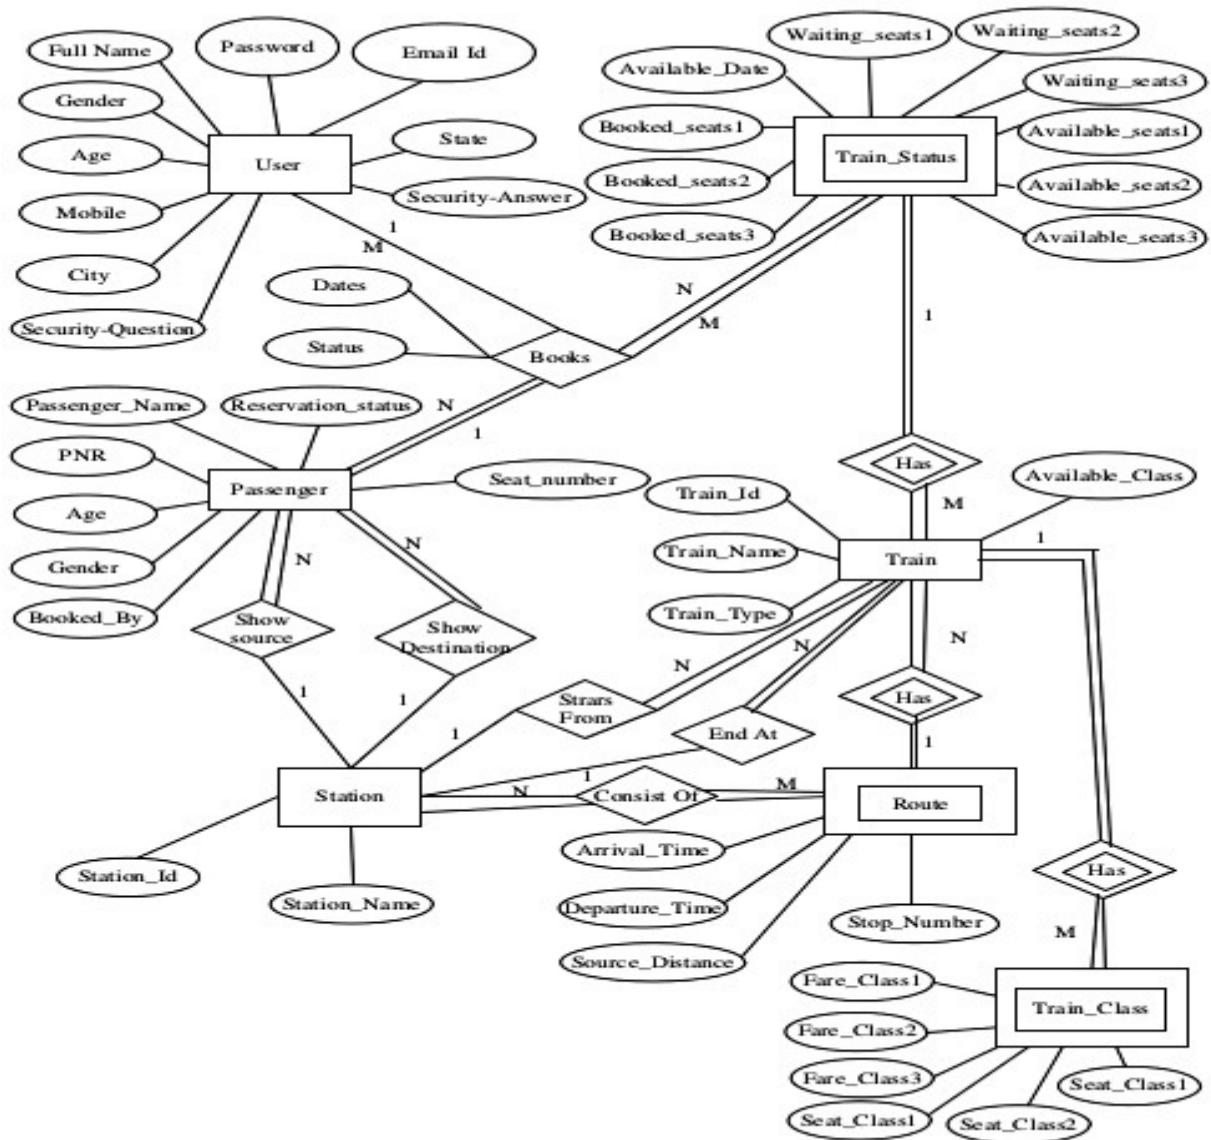 Full Name
Password
Email Id
Gender
Age
Mobile
City
Security-Question
User
State
Security-Answer
1
M
Waiting_seats1
Waiting_seats2
Available_Date
Waiting_seats3
Booked_seats1
Available_seats1
Train_Status
Booked_seats2
Available_seats2
Booked_seats3
Available_seats3
Dates
Status
Books
N
M
1
N
1
Passenger_Name
Reservation_status
PNR
Passenger
Seat_number
Age
Gender
Booked_By
N
N
Show
source
Show
Destination
1
1
Has
M
Available_Class
Train_Id
Train_Name
Train
1
Train_Type
N
N
N
Strars
From
1
End At
1
Has
1
Station
N
Consist Of
M
Route
Station_Id
Station_Name
Arrival_Time
Departure_Time
Source_Distance
Stop_Number
Has
M
Train_Class
Fare_Class1
Fare_Class2
Fare_Class3
Seat_Class1
Seat_Class2
Seat_Class1